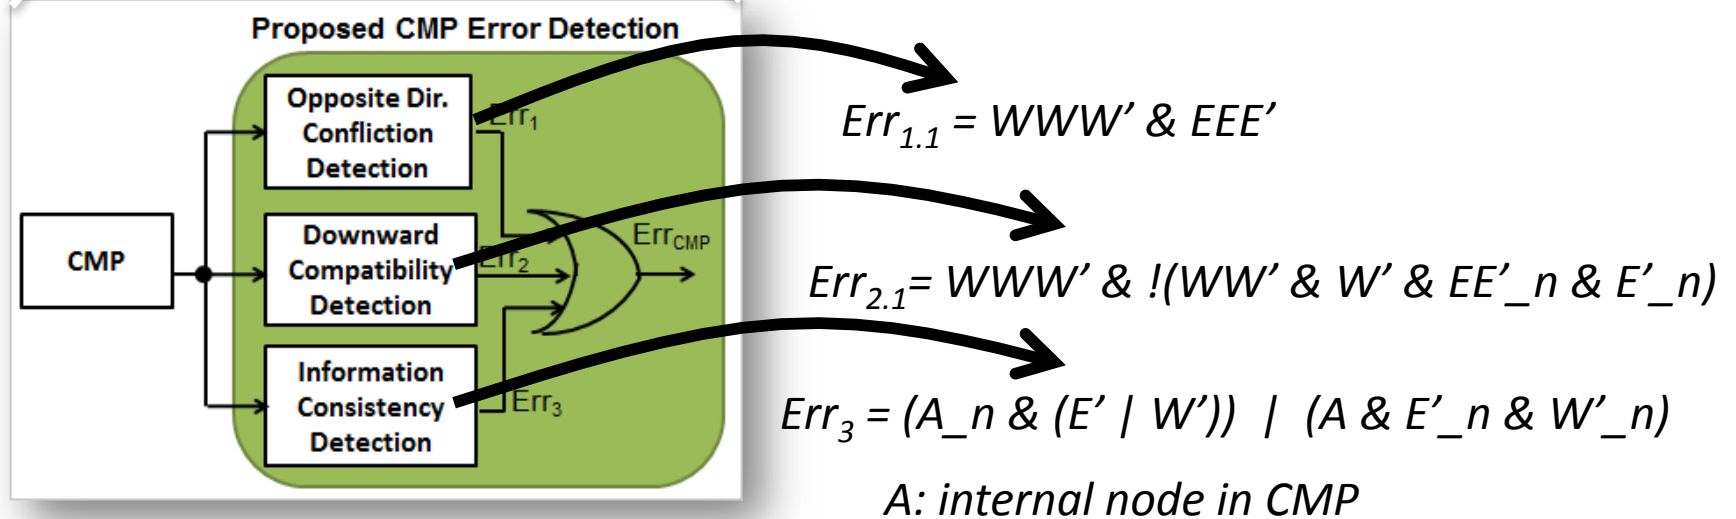 Proposed CMP Error Detection
Opposite Dir.
Confliction
Detection
Err1
CMP
Downward
Compatibility
Detection
Err2
ErrCMP
Information
Consistency
Detection
Err3
Err1.1 = WWW’ & EEE’
Err2.1= WWW’ & !(WW’ & W’ & EE’_n & E’_n)
Err3 = (A_n & (E’ | W’)) | (A & E’_n & W’_n)
A: internal node in CMP